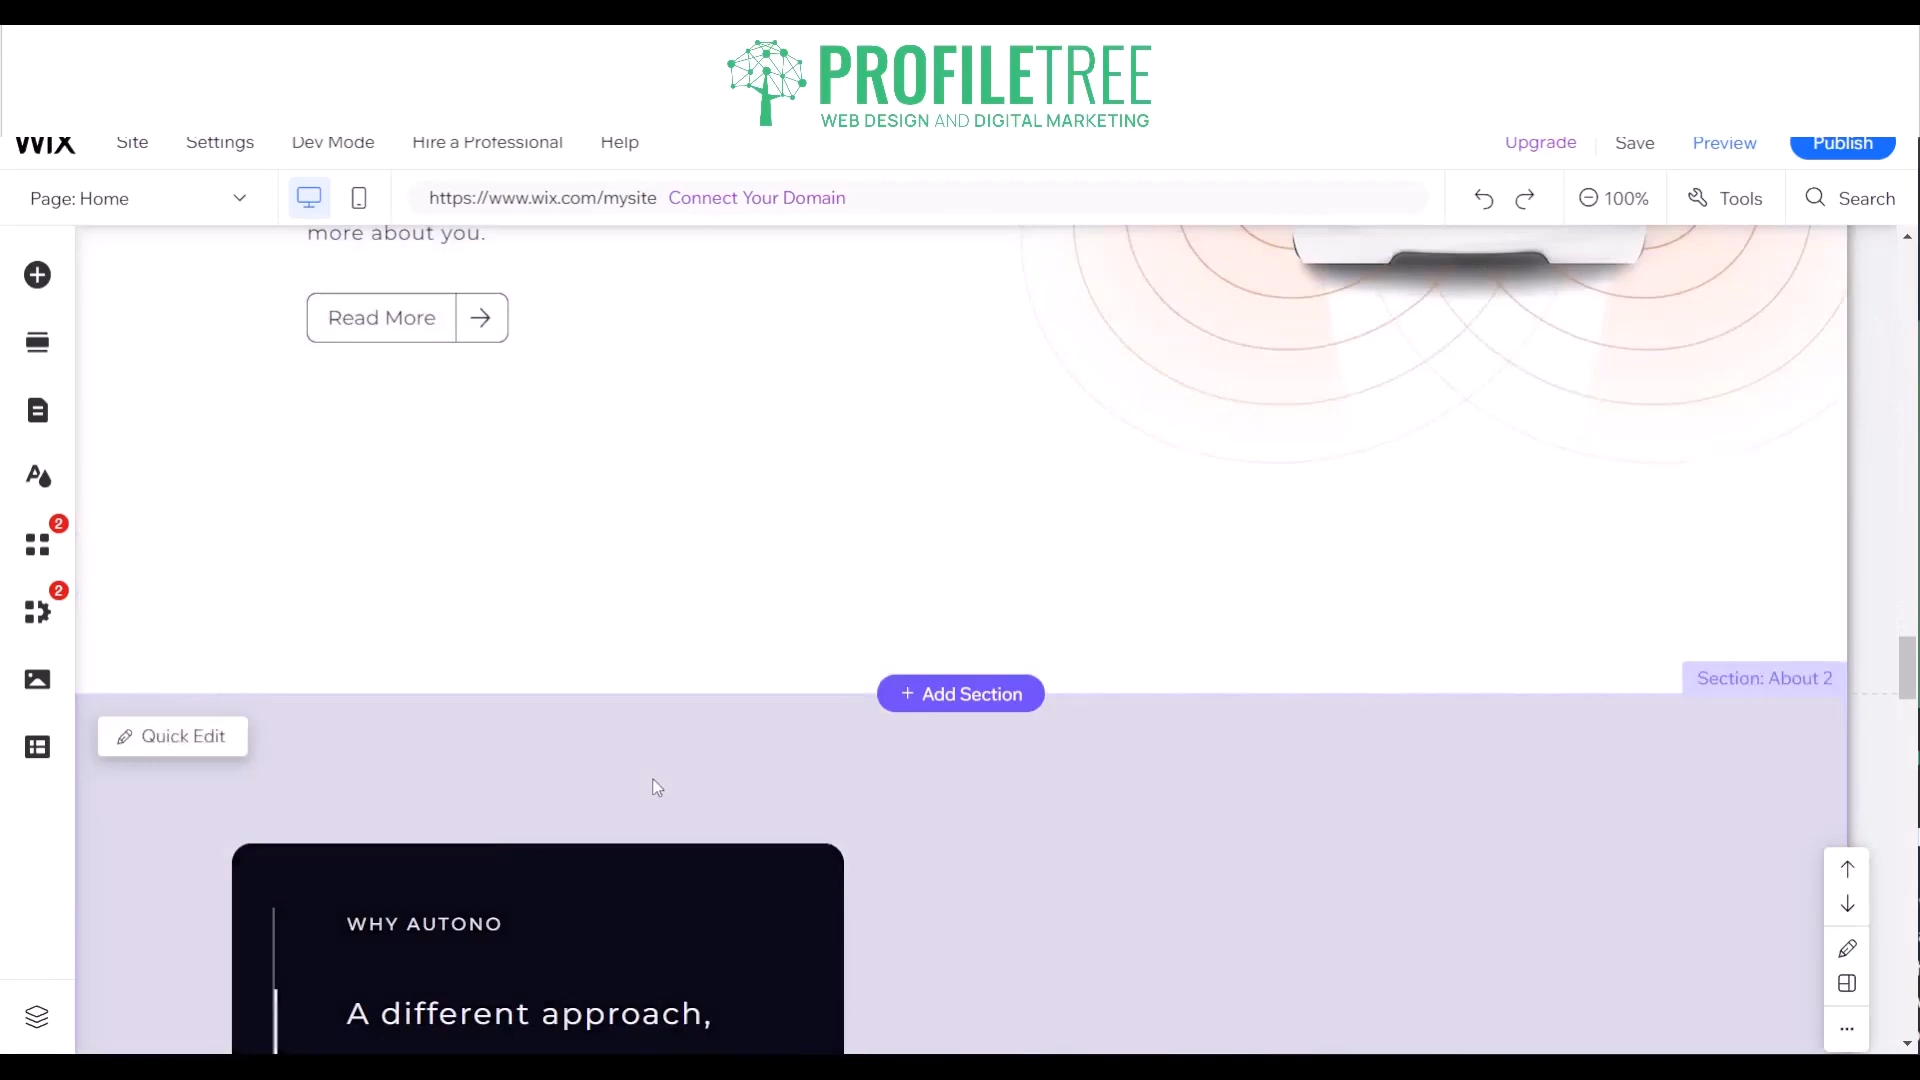 PROFILETREE
WEB DESIGN AND DIGITAL MARKETING
WIX Site Settings Dev Mode Hire a Professional Help Upgrade Save Preview Publish
Page: Home https://www.wix.com/mysite Connect Your Domain 100% Tools Search
more about you.
Read More
2
2
Section: About 2
+ Add Section
Quick Edit
WHY AUTONO
A different approach,